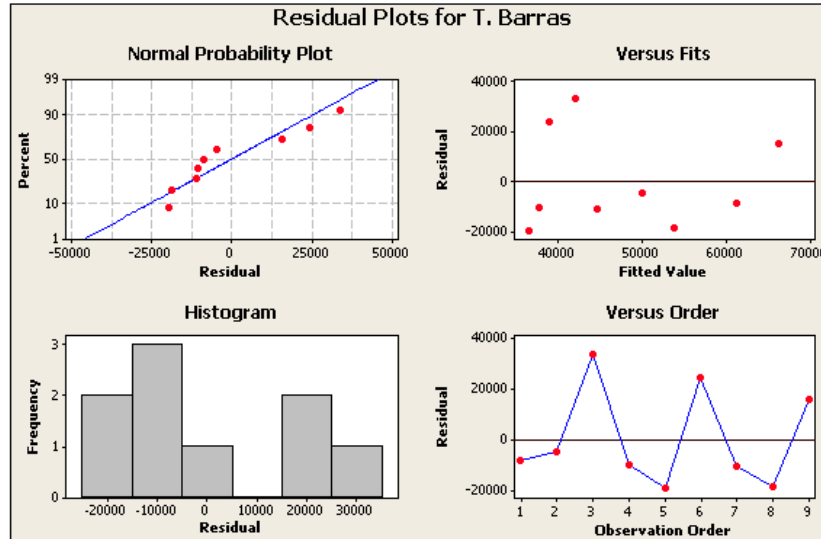 Residual Plots for T. Barras
Normal Probability Plot
Percent
99
90
50
10
1
-50000 -25000 0 25000 50000
Residual
Versus Fits
Residual
40000
20000
0
-20000
40000 50000 60000 70000
Fitted Value
Histogram
Frequency
3
2
1
0
-20000 -10000 0 10000 20000 30000
Residual
Versus Order
Residual
40000
20000
0
-20000
1 2 3 4 5 6 7 8 9
Observation Order